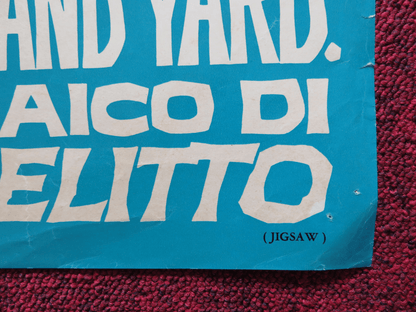 AND YARD.
AICO DI
ELITTO
(JIGSAW)